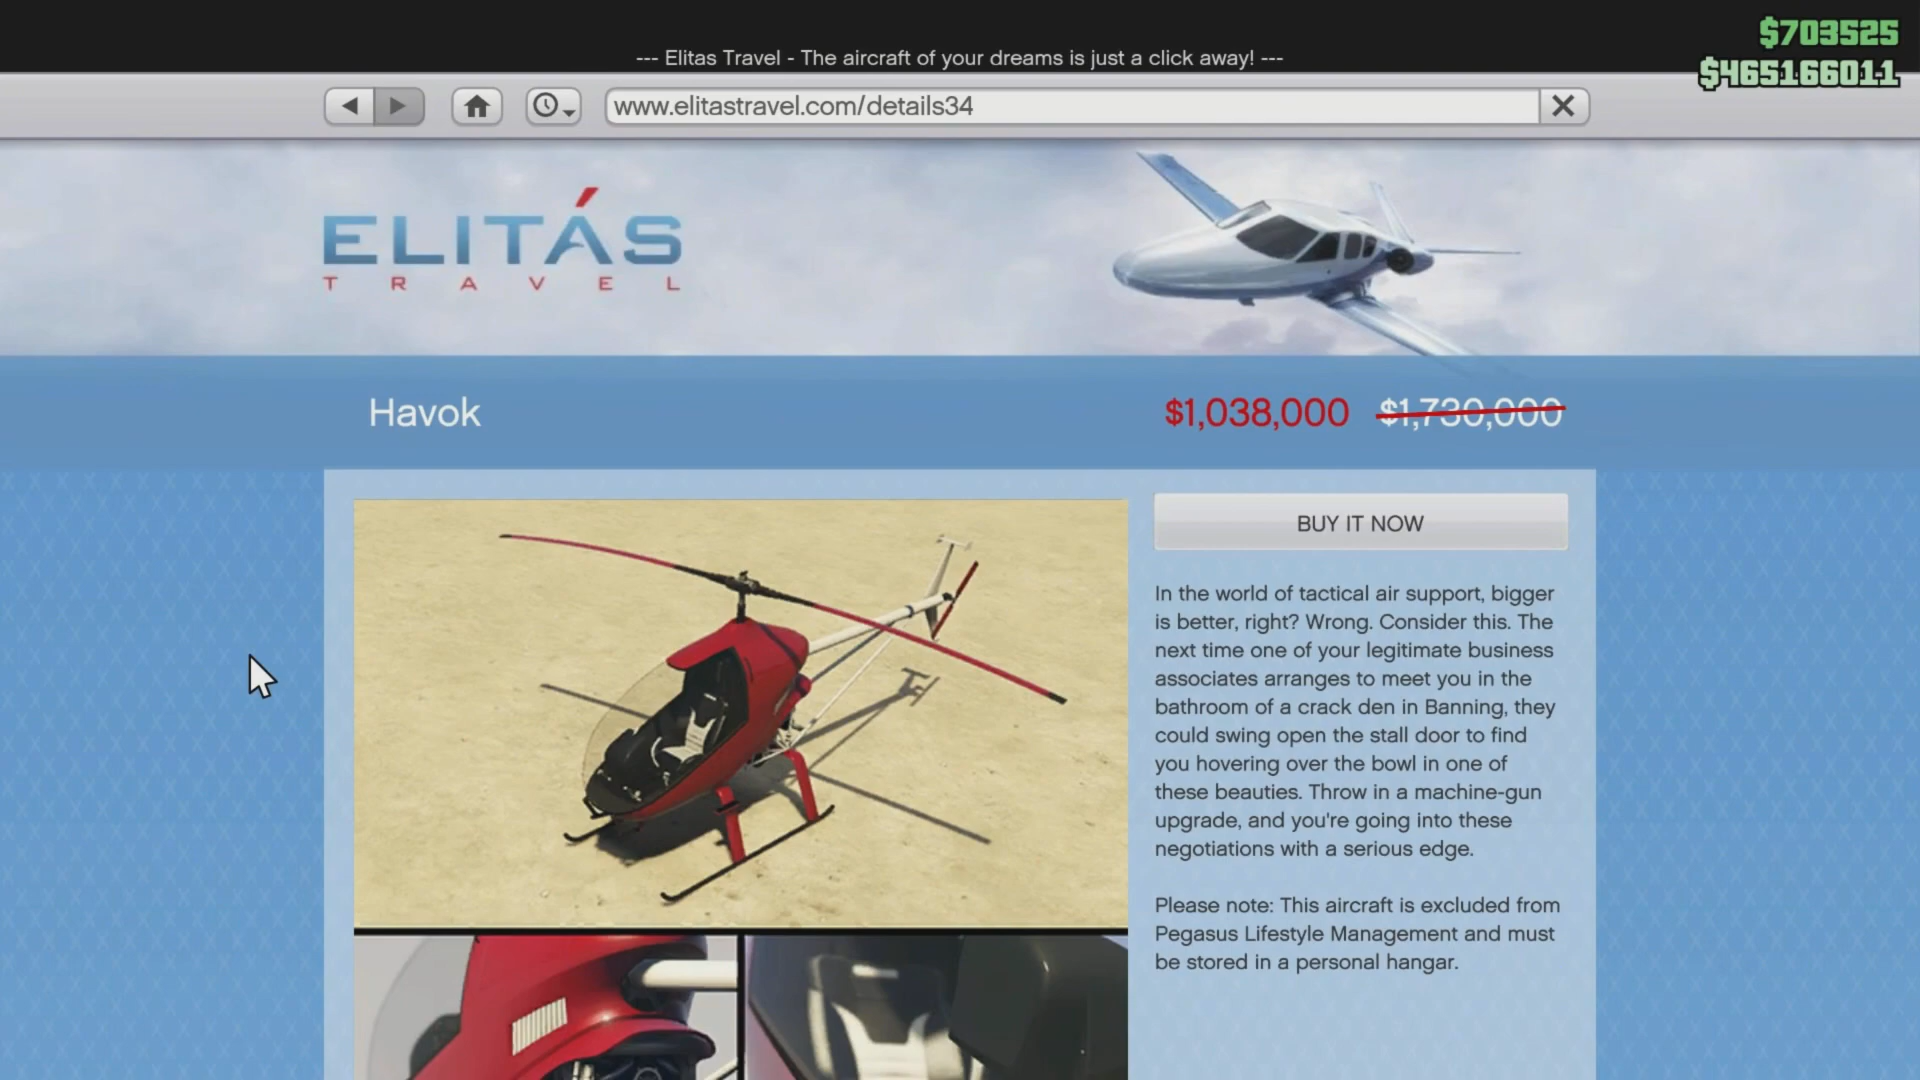 $703525
--- Elitas Travel - The aircraft of your dreams is just a click away! ---
$465166011
www.elitastravel.com/details34
ELITÁS
TRAVEL
Havok
$1,038,000 $1,730,000
BUY IT NOW
In the world of tactical air support, bigger
is better, right? Wrong. Consider this. The
next time one of your legitimate business
associates arranges to meet you in the
bathroom of a crack den in Banning, they
could swing open the stall door to find
you hovering over the bowl in one of
these beauties. Throw in a machine-gun
upgrade, and you're going into these
negotiations with a serious edge.
Please note: This aircraft is excluded from
Pegasus Lifestyle Management and must
be stored in a personal hangar.